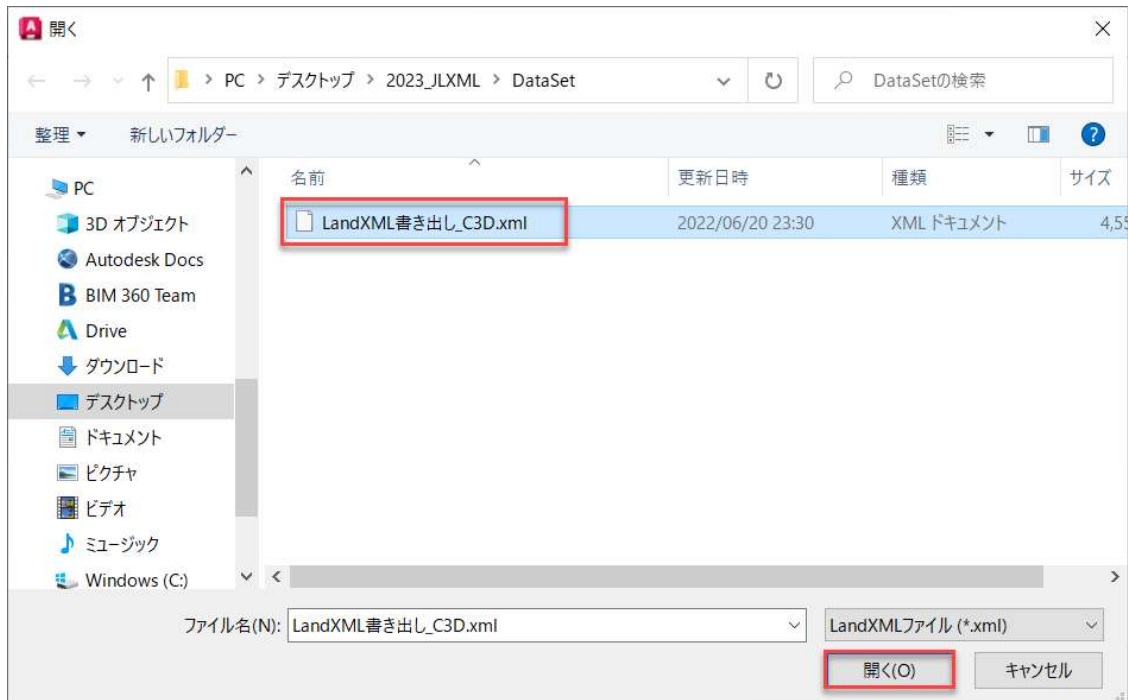 開く
PC > デスクトップ > 2023_JLXML > DataSet
DataSetの検索
整理 新しいフォルダー
名前 更新日時 種類 サイズ
LandXML書き出し_C3D.xml 2022/06/20 23:30 XML ドキュメント 4,55
PC
3D オブジェクト
Autodesk Docs
BIM 360 Team
Drive
ダウンロード
デスクトップ
ドキュメント
ピクチャ
ビデオ
ミュージック
Windows (C:)
ファイル名(N): LandXML書き出し_C3D.xml LandXMLファイル (*.xml)
開く(O) キャンセル